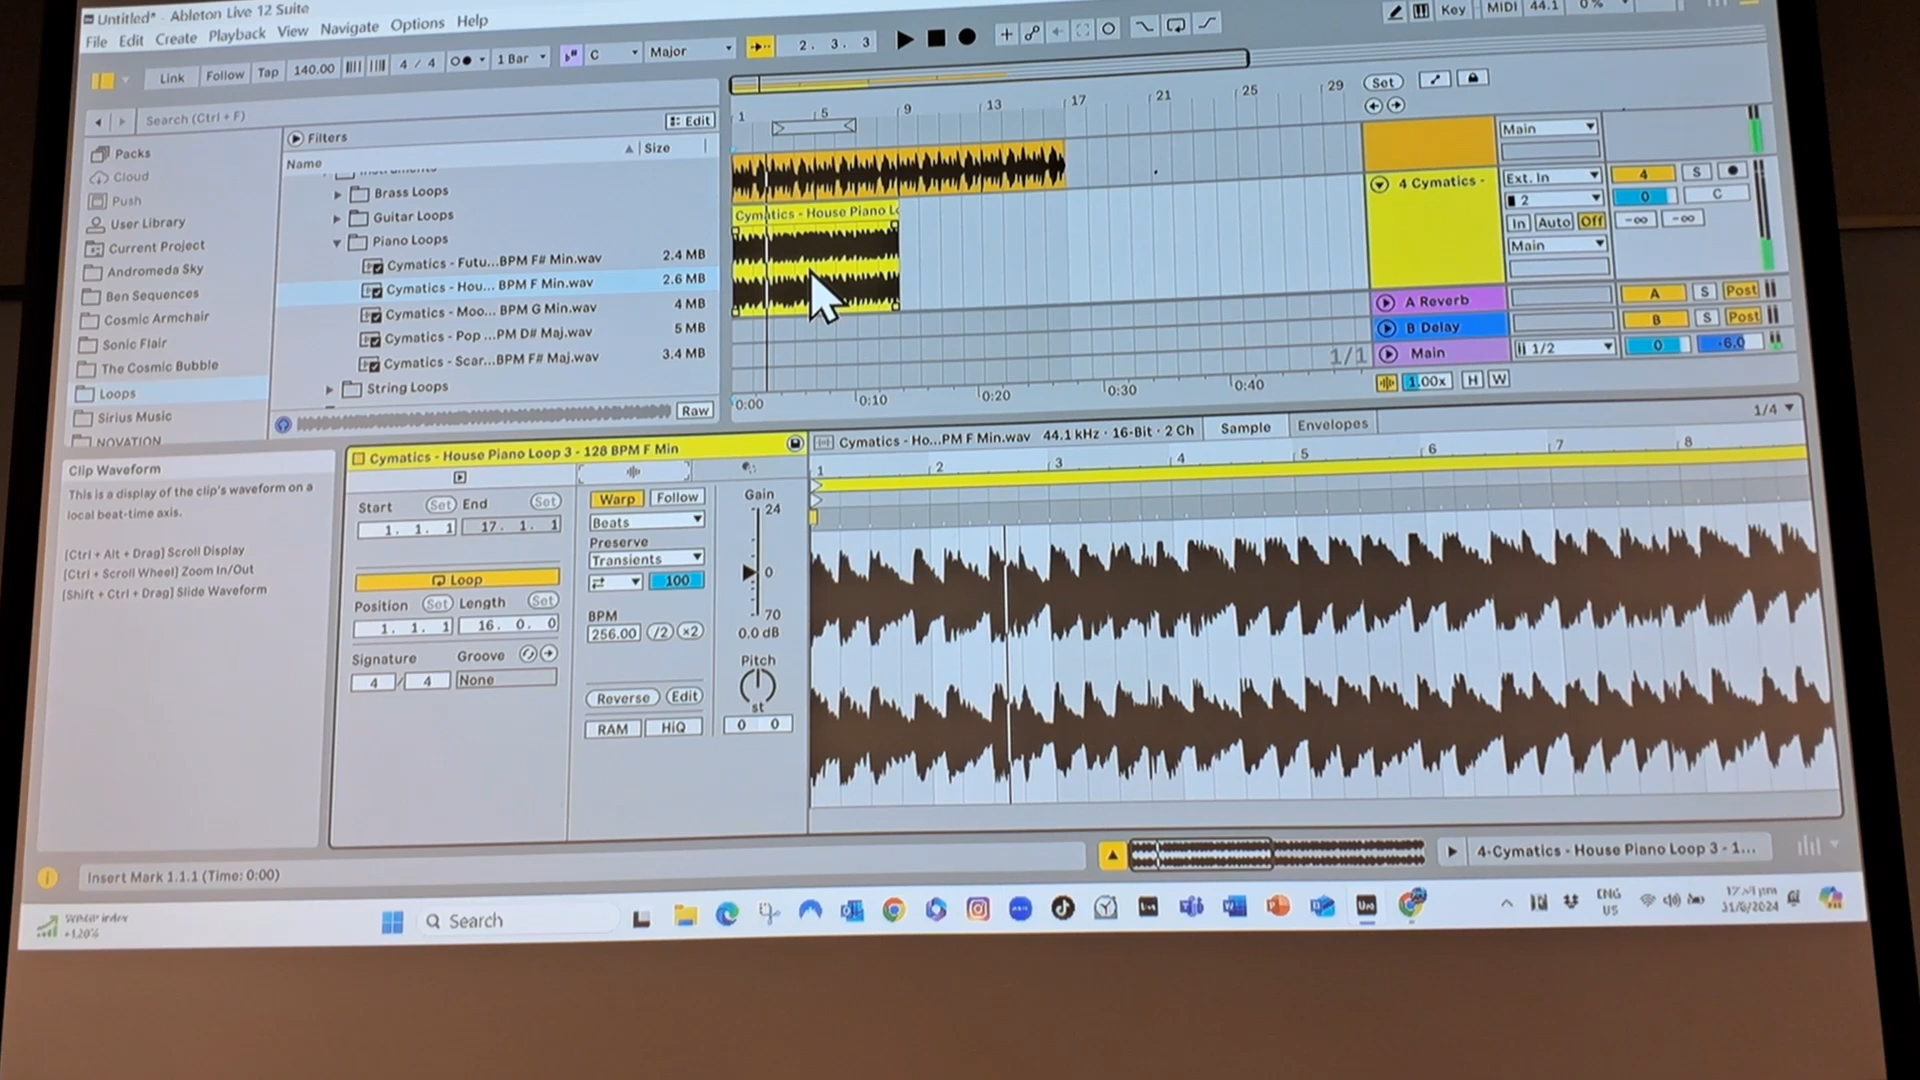 Untitled* - Ableton Live 12 Suite
File Edit Create Playback View Navigate Options Help
Link Follow Tap 140.00 4 / 4 1 Bar C Major 2. 3. 3 Key MIDI 44.1 0 %
Search (Ctrl + F)
Packs
Cloud
Push
User Library
Current Project
Andromeda Sky
Ben Sequences
Cosmic Armchair
Sonic Flair
The Cosmic Bubble
Loops
Sirius Music
NOVATION
Filters Edit
Name Size
Brass Loops
Guitar Loops
Piano Loops
Cymatics - Futu...BPM F# Min.wav 2.4 MB
Cymatics - Hou... BPM F Min.wav 2.6 MB
Cymatics - Moo... BPM G Min.wav 4 MB
Cymatics - Pop ...PM D# Maj.wav 5 MB
Cymatics - Scar...BPM F# Maj.wav 3.4 MB
String Loops
Raw
1 5 9 13 17 21 25 29
Set
Cymatics - House Piano L
0:00 0:10 0:20 0:30 0:40
1/1
Main
4 Cymatics - Ext. In 4 S
2 0 C
In Auto Off -∞ -∞
Main
A Reverb A S Post
B Delay B S Post
Main 1/2 0 -6.0
1.00x H W
Clip Waveform
This is a display of the clip's waveform on a
local beat-time axis.
[Ctrl + Alt + Drag] Scroll Display
[Ctrl + Scroll Wheel] Zoom In/Out
[Shift + Ctrl + Drag] Slide Waveform
Cymatics - House Piano Loop 3 - 128 BPM F Min
Start Set End Set
1. 1. 1 17. 1. 1
Loop
Position Set Length Set
1. 1. 1 16. 0. 0
Signature Groove
4 / 4 None
Warp Follow
Beats
Preserve
Transients
100
BPM
256.00 /2 ×2
Reverse Edit
RAM HiQ
Gain
24
0
70
0.0 dB
Pitch
st
0 0
Cymatics - Ho...PM F Min.wav 44.1 kHz · 16-Bit · 2 Ch Sample Envelopes 1/4
1 2 3 4 5 6 7 8
Insert Mark 1.1.1 (Time: 0:00)
4-Cymatics - House Piano Loop 3 - 1...
+1.20%
Search
ENG
US
31/8/2024